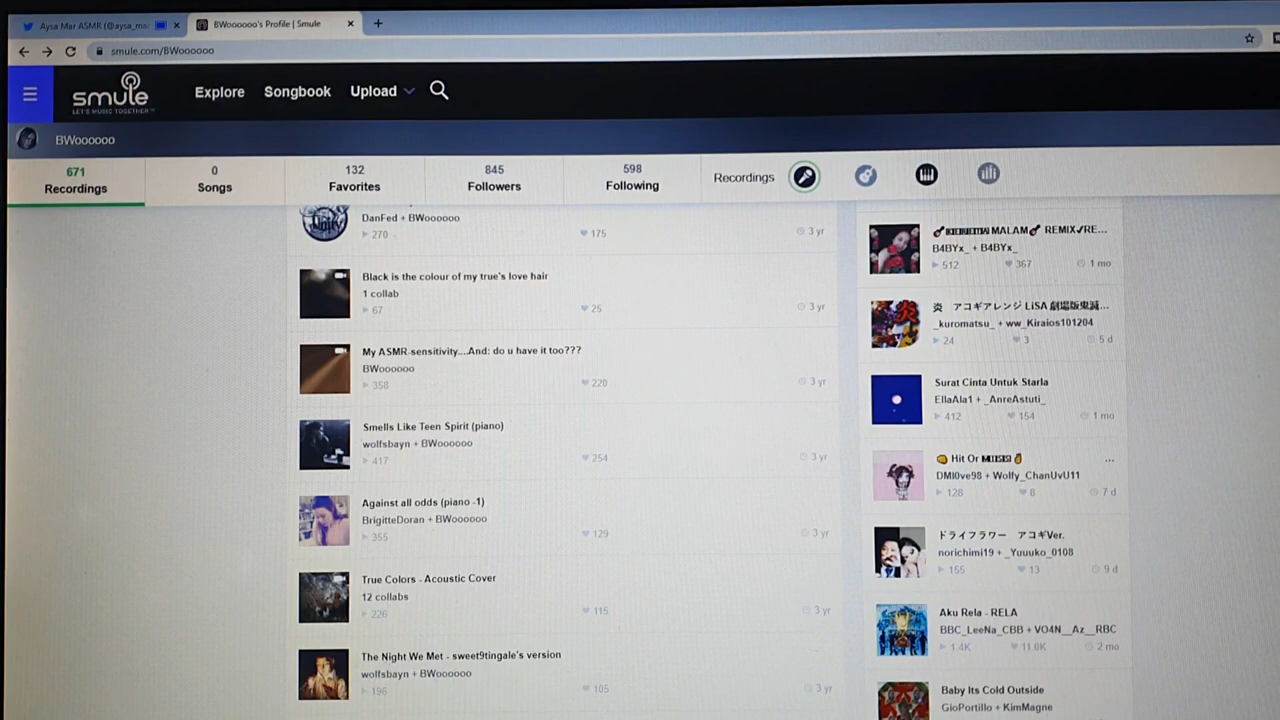 Aysa Mar ASMR (@aysa_ma
BWoooooo's Profile | Smule
smule.com/BWoooooo
smule
LET'S MUSIC TOGETHER
Explore
Songbook
Upload
BWoooooo
671
Recordings
0
Songs
132
Favorites
845
Followers
598
Following
Recordings
Unity
DanFed + BWoooooo
270
175
3 yr
Black is the colour of my true's love hair
1 collab
67
25
3 yr
My ASMR-sensitivity....And: do u have it too???
BWoooooo
358
220
3 yr
Smells Like Teen Spirit (piano)
wolfsbayn + BWoooooo
417
254
3 yr
Against all odds (piano -1)
BrigitteDoran + BWoooooo
355
129
3 yr
True Colors - Acoustic Cover
12 collabs
226
115
3 yr
The Night We Met - sweet9tingale's version
wolfsbayn + BWoooooo
196
105
3 yr
MALAM🎸 REMIX✓RE...
B4BYx_ + B4BYx_
512
367
1 mo
炎 アコギアレンジ LiSA 劇場版鬼滅...
_kuromatsu_ + ww_Kiraios101204
24
3
5 d
Surat Cinta Untuk Starla
EllaAla1 + _AnreAstuti_
412
154
1 mo
Hit Or
...
DMI0ve98 + Wolfy_ChanUvU11
128
8
7 d
ドライフラワー アコギVer.
norichimi19 + _Yuuuko_0108
155
13
9 d
Aku Rela - RELA
BBC_LeeNa_CBB + VO4N__Az__RBC
1.4K
11.0K
2 mo
Baby Its Cold Outside
GioPortillo + KimMagne